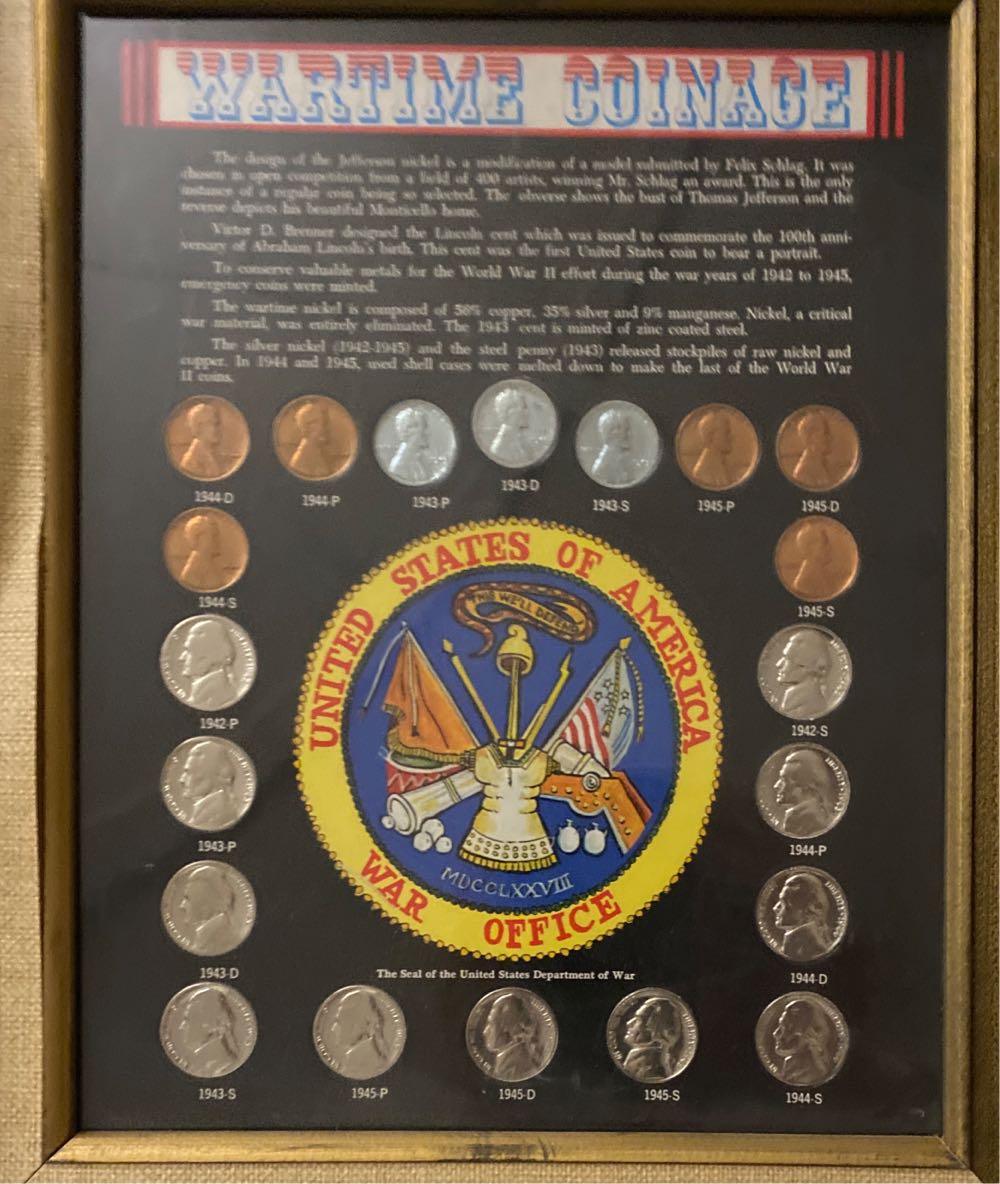 WARTIME COINAGE
The design of the Jefferson nickel is a modification of a model submitted by Felix Schlag. It was
chosen in open competition from a field of 400 artists, winning Mr. Schlag an award. This is the only
instance of a regular coin being so selected. The obverse shows the bust of Thomas Jefferson and the
reverse depicts his beautiful Monticello home.
Victor D. Brenner designed the Lincoln cent which was issued to commemorate the 100th anni-
versary of Abraham Lincoln's birth. This cent was the first United States coin to bear a portrait.
To conserve valuable metals for the World War II effort during the war years of 1942 to 1945,
emergency coins were minted.
The wartime nickel is composed of 56% copper, 35% silver and 9% manganese. Nickel, a critical
war material, was entirely eliminated. The 1943 cent is minted of zinc coated steel.
The silver nickel (1942-1945) and the steel penny (1943) released stockpiles of raw nickel and
copper. In 1944 and 1945, used shell cases were melted down to make the last of the World War
II coins.
1944-D
1944-P
1943-P
1943-D
1943-S
1945-P
1945-D
1944-S
1945-S
UNITED STATES OF AMERICA
THIS WE'LL DEFEND
MDCCLXXVIII
WAR OFFICE
1942-P
1942-S
1943-P
1944-P
1943-D
The Seal of the United States Department of War
1944-D
1943-S
1945-P
1945-D
1945-S
1944-S